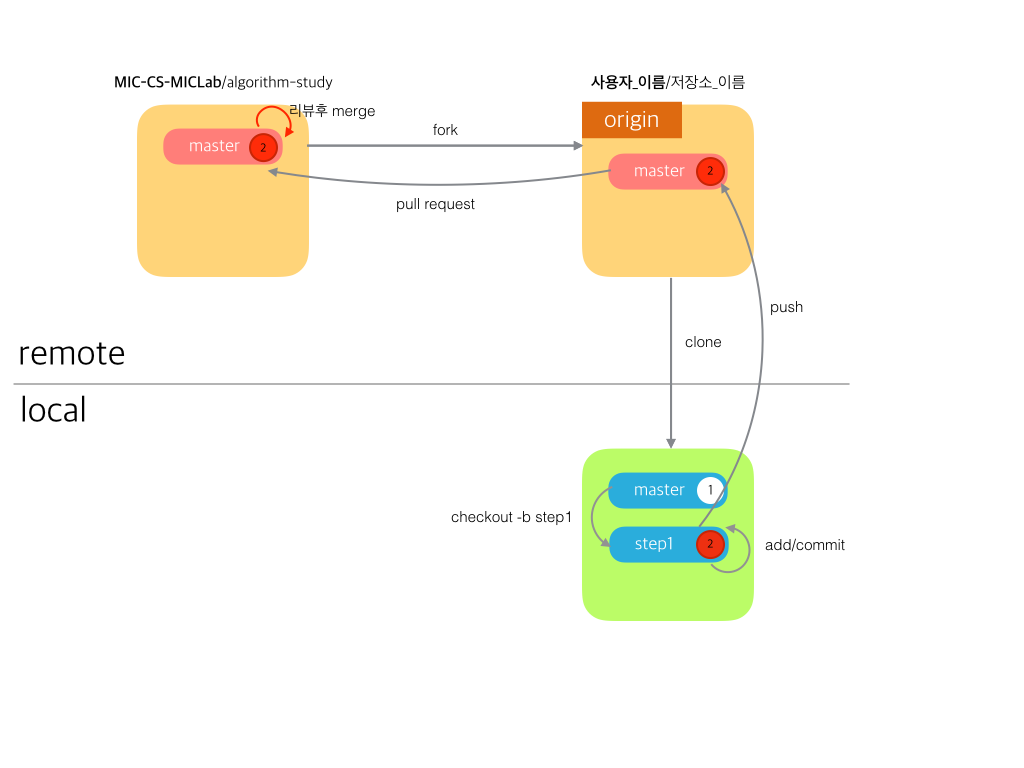 MIC-CS-MICLab/algorithm-study
사용자_이름/저장소_이름
리뷰후 merge
origin
fork
master 2
master 2
pull request
push
clone
remote
local
master 1
checkout -b step1
step1 2
add/commit